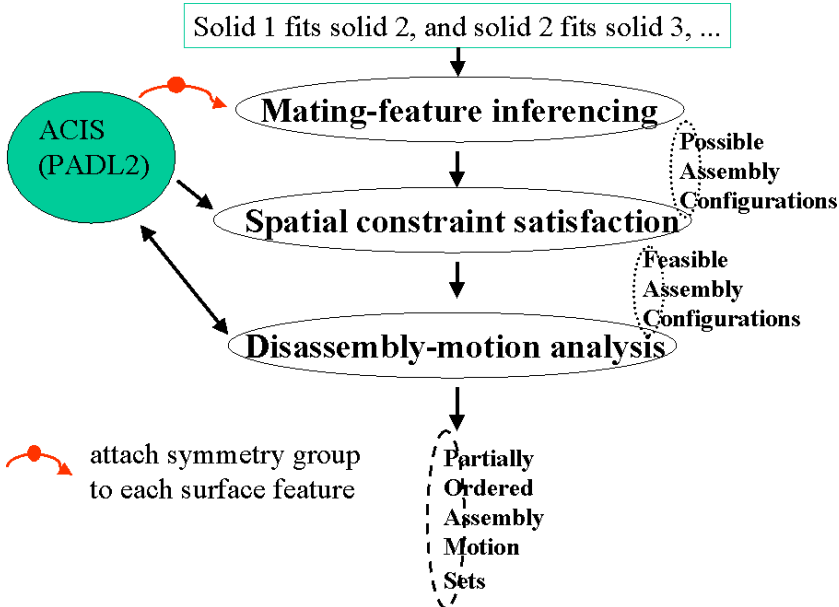 Solid 1 fits solid 2, and solid 2 fits solid 3, ...
Mating-feature inferencing
ACIS
(PADL2)
Possible
Assembly
Configurations
Spatial constraint satisfaction
Feasible
Assembly
Configurations
Disassembly-motion analysis
attach symmetry group
to each surface feature
Partially
Ordered
Assembly
Motion
Sets